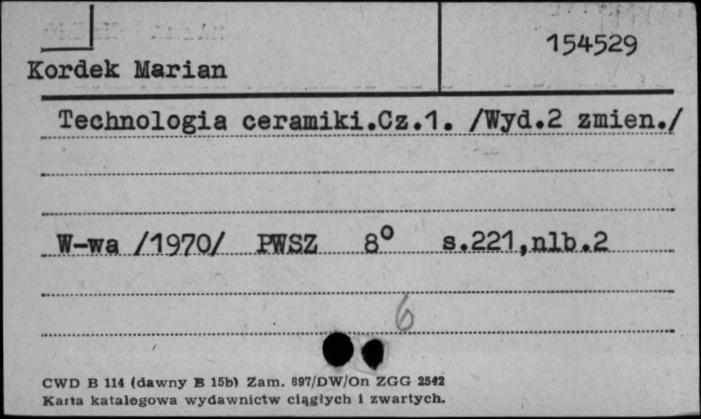 154529
Kordek Marian
Technologia ceramiki.Cz.1. /Wyd.2 zmien./
W-wa /1970/ PWSZ 8° s.221,nlb.2
6
CWD B 114 (dawny B 15b) Zam. 897/DW/On ZGG 2542
Karta katalogowa wydawnictw ciągłych i zwartych.